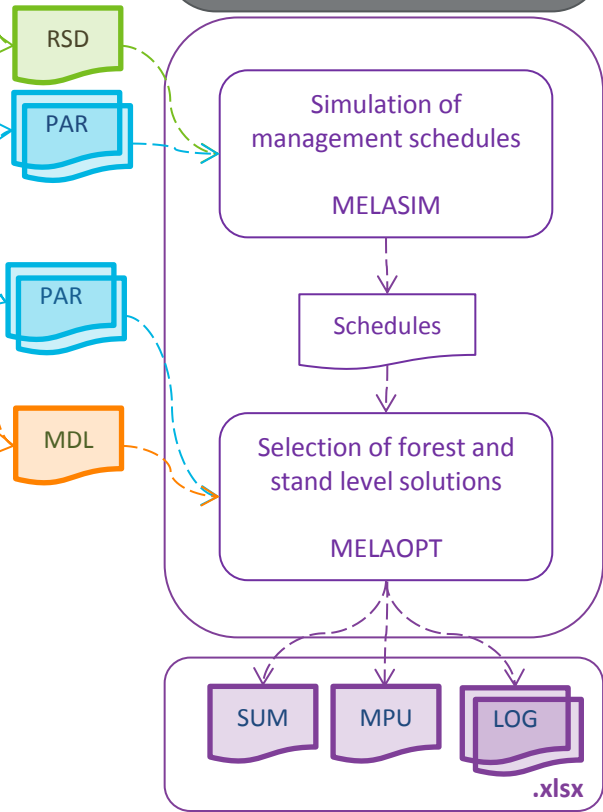 RSD
PAR
Simulation of
management schedules
MELASIM
PAR
Schedules
MDL
Selection of forest and
stand level solutions
MELAOPT
SUM
MPU
LOG
.xlsx